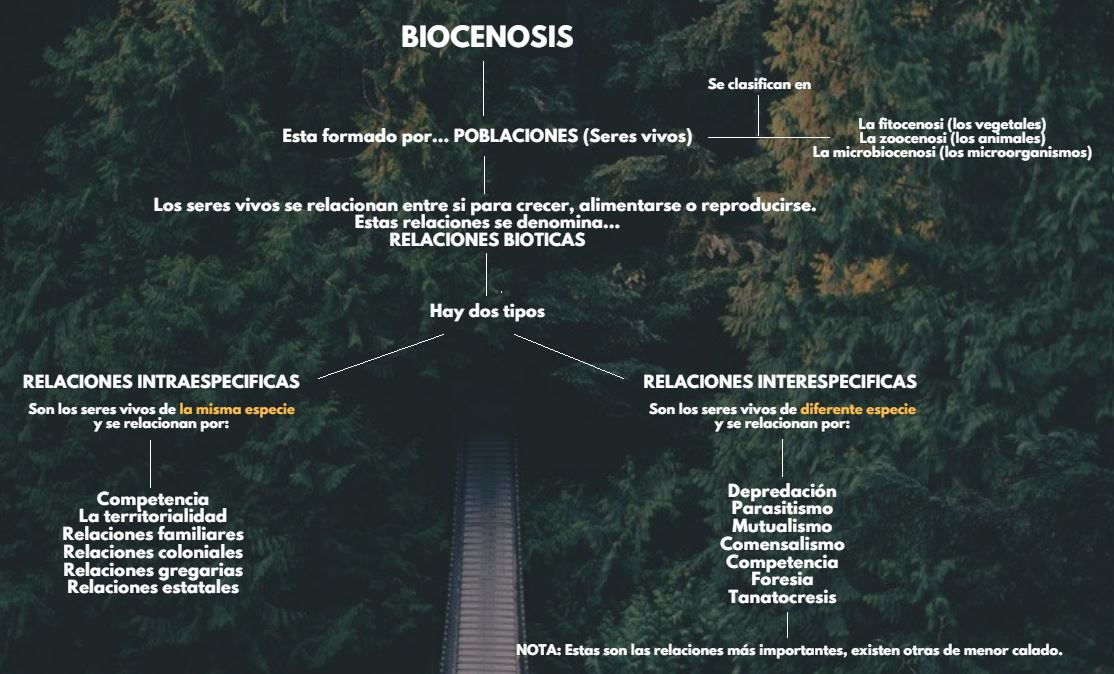 BIOCENOSIS
Se clasifican en
Esta formado por... POBLACIONES (Seres vivos)
La fitocenosi (los vegetales)
La zoocenosi (los animales)
La microbiocenosi (los microorganismos)
Los seres vivos se relacionan entre si para crecer, alimentarse o reproducirse.
Estas relaciones se denomina...
RELACIONES BIOTICAS
Hay dos tipos
RELACIONES INTRAESPECIFICAS
Son los seres vivos de la misma especie
y se relacionan por:
Competencia
La territorialidad
Relaciones familiares
Relaciones coloniales
Relaciones gregarias
Relaciones estatales
RELACIONES INTERESPECIFICAS
Son los seres vivos de diferente especie
y se relacionan por:
Depredación
Parasitismo
Mutualismo
Comensalismo
Competencia
Foresia
Tanatocresis
NOTA: Estas son las relaciones más importantes, existen otras de menor calado.